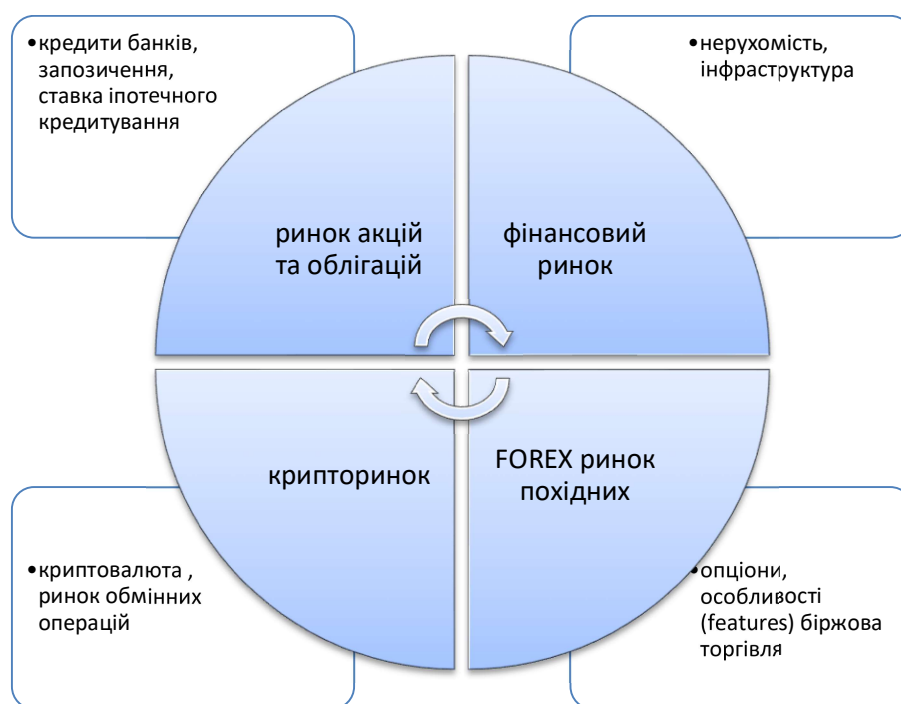 •кредити банків,
запозичення,
ставка іпотечного
кредитування
•нерухомість,
інфраструктура
ринок акцій
та облігацій
фінансовий
ринок
крипторинок
FOREX ринок
похідних
•криптовалюта ,
ринок обмінних
операцій
•опціони,
особливості
(features) біржова
торгівля